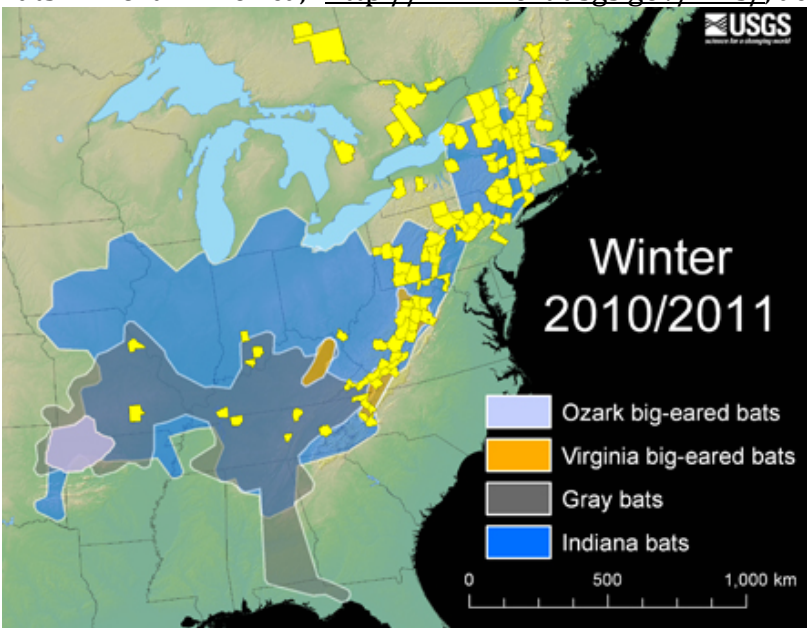 USGS
science for a changing world
Winter
2010/2011
Ozark big-eared bats
Virginia big-eared bats
Gray bats
Indiana bats
0 500 1,000 km